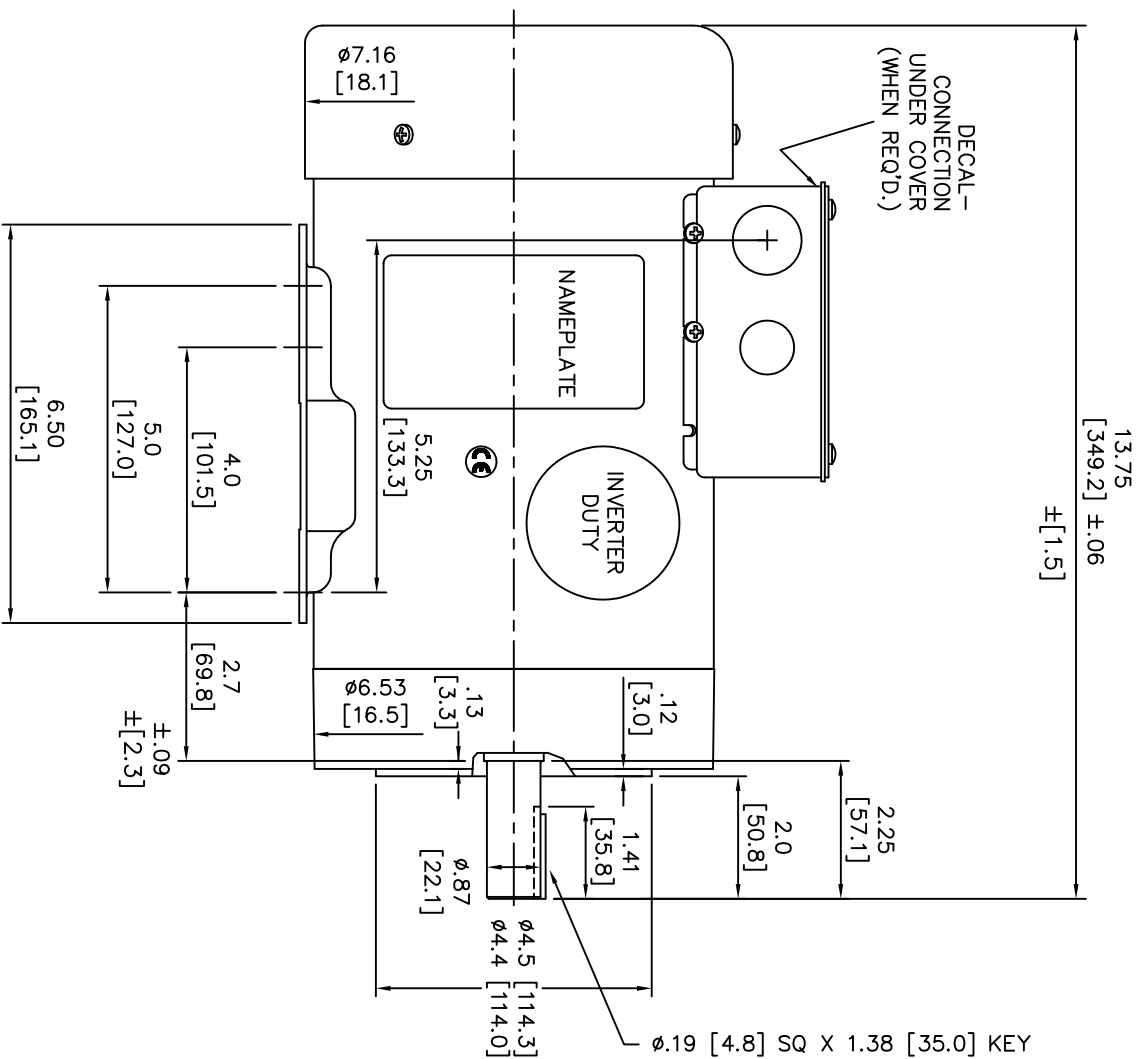 13.75
[349.2] ±.06
±[1.5]
DECAL-
CONNECTION
UNDER COVER
(WHEN REQ'D.)
ø7.16
[18.1]
NAMEPLATE
INVERTER
DUTY
CE
5.25
[133.3]
4.0
[101.5]
5.0
[127.0]
6.50
[165.1]
2.7
[69.8]
±.09
±[2.3]
ø6.53
[16.5]
.13
[3.3]
.12
[3.0]
2.25
[57.1]
2.0
[50.8]
1.41
[35.8]
ø.87
[22.1]
ø4.5 [114.3]
ø4.4 [114.0]
ø.19 [4.8] SQ X 1.38 [35.0] KEY